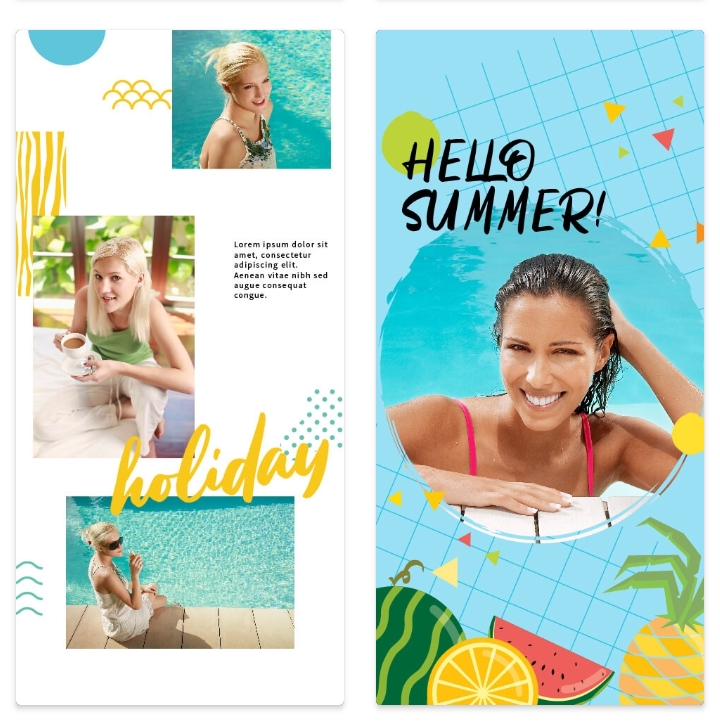 Lorem ipsum dolor sit
amet, consectetur
adipiscing elit.
Aenean vitae nibh sed
augue consequat
congue.
holiday
HELLO
SUMMER!